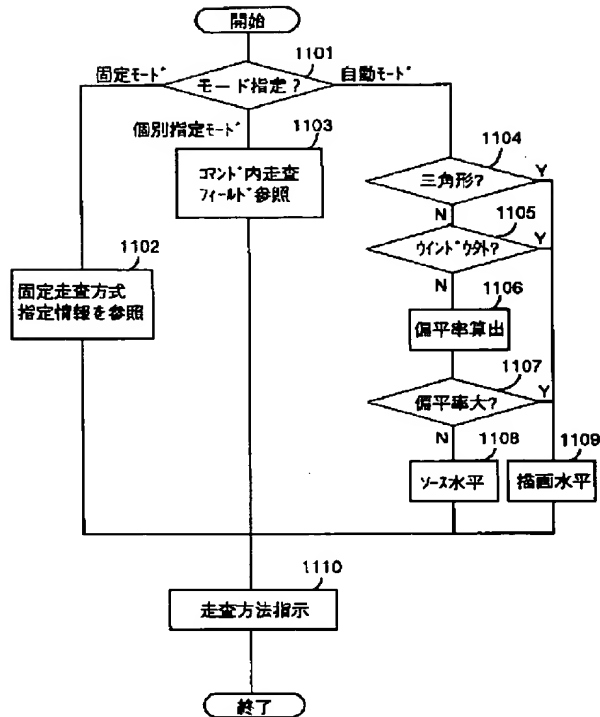 開始
1101
モード指定?
固定モード
自動モード
個別指定モード
1103
コマンド内走査
フィールド参照
1104
三角形?
Y
N
1105
ウインドウ外?
Y
N
1102
固定走査方式
指定情報を参照
1106
偏平率算出
1107
偏平率大?
Y
N
1108
ソース水平
1109
描画水平
1110
走査方法指示
終了